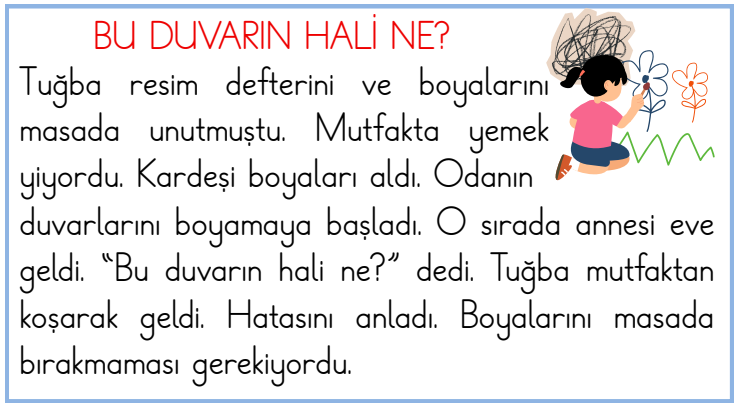 BU DUVARIN HALİ NE?
Tuğba resim defterini ve boyalarını
masada unutmuştu. Mutfakta yemek
yiyordu. Kardeşi boyaları aldı. Odanın
duvarlarını boyamaya başladı. O sırada annesi eve
geldi. “Bu duvarın hali ne?” dedi. Tuğba mutfaktan
koşarak geldi. Hatasını anladı. Boyalarını masada
bırakmaması gerekiyordu.